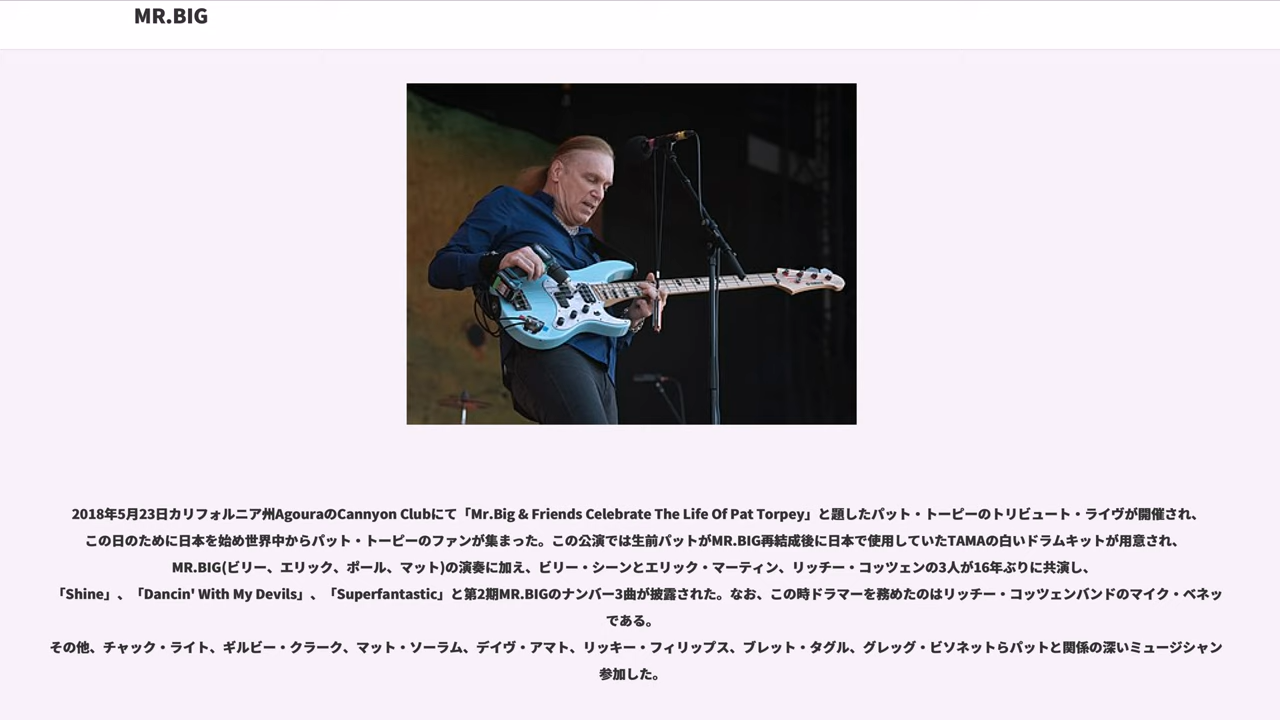 MR.BIG
2018年5月23日カリフォルニア州AgouraのCannyon Clubにて「Mr.Big & Friends Celebrate The Life Of Pat Torpey」と題したパット・トーピーのトリビュート・ライヴが開催され、
この日のために日本を始め世界中からパット・トーピーのファンが集まった。この公演では生前パットがMR.BIG再結成後に日本で使用していたTAMAの白いドラムキットが用意され、
MR.BIG(ビリー、エリック、ポール、マット)の演奏に加え、ビリー・シーンとエリック・マーティン、リッチー・コッツェンの3人が16年ぶりに共演し、
「Shine」、「Dancin' With My Devils」、「Superfantastic」と第2期MR.BIGのナンバー3曲が披露された。なお、この時ドラマーを務めたのはリッチー・コッツェンバンドのマイク・ベネッ
である。
その他、チャック・ライト、ギルビー・クラーク、マット・ソーラム、デイヴ・アマト、リッキー・フィリップス、ブレット・タグル、グレッグ・ビソネットらパットと関係の深いミュージシャン
参加した。